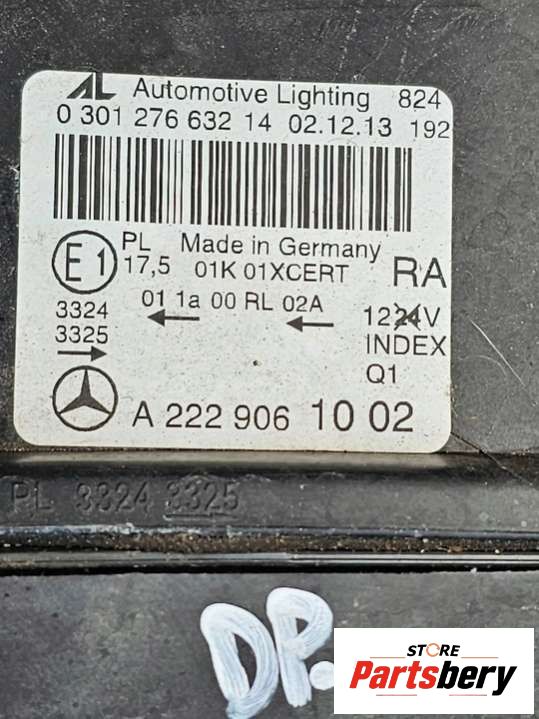 AL Automotive Lighting 824
0 301 276 632 14 02.12.13 192
E1 PL 17,5 Made in Germany
01K 01XCERT RA
01 1a 00 RL 02A
3324
3325
1224V
INDEX
Q1
A 222 906 10 02
PL 3324 3325
DP.
STORE
Partsbery